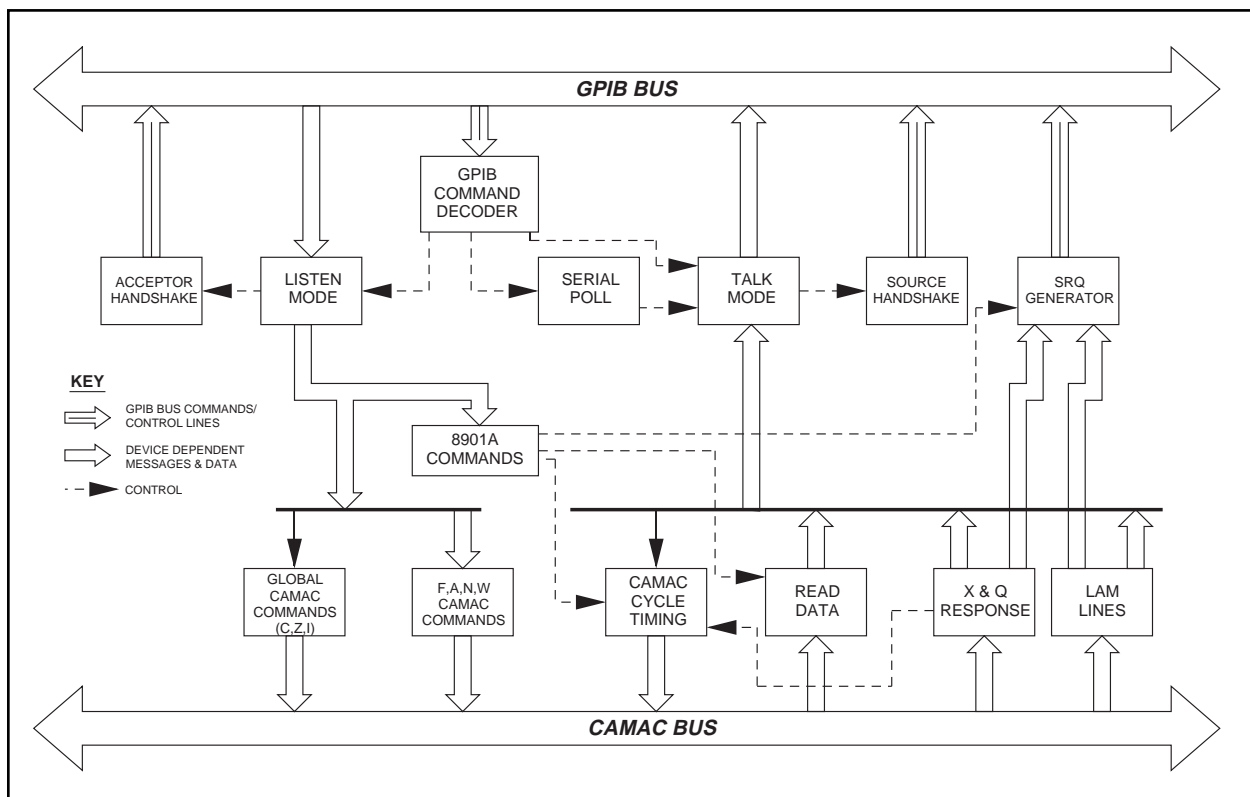 GPIB BUS
GPIB
COMMAND
DECODER
ACCEPTOR
HANDSHAKE
LISTEN
MODE
SERIAL
POLL
TALK
MODE
SOURCE
HANDSHAKE
SRQ
GENERATOR
KEY
GPIB BUS COMMANDS/
CONTROL LINES
DEVICE DEPENDENT
MESSAGES & DATA
CONTROL
8901A
COMMANDS
GLOBAL
CAMAC
COMMANDS
(C,Z,I)
F,A,N,W
CAMAC
COMMANDS
CAMAC
CYCLE
TIMING
READ
DATA
X & Q
RESPONSE
LAM
LINES
CAMAC BUS